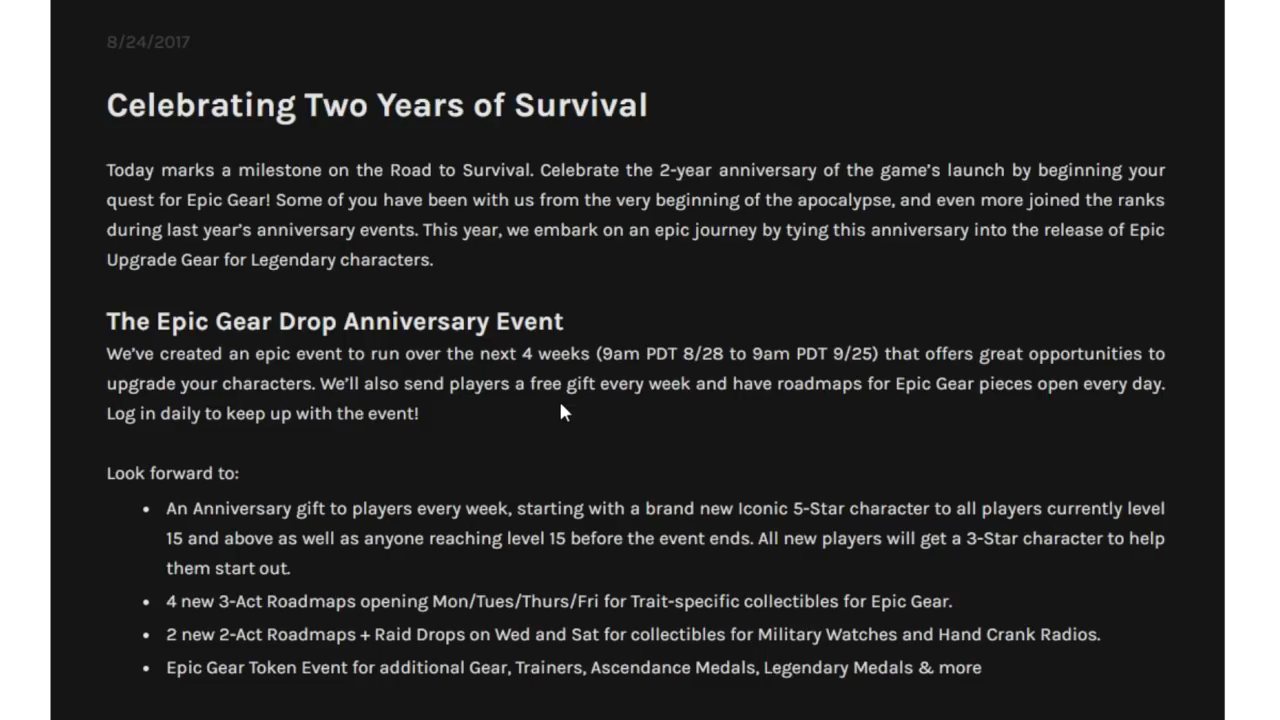 8/24/2017
Celebrating Two Years of Survival
Today marks a milestone on the Road to Survival. Celebrate the 2-year anniversary of the game's launch by beginning your
quest for Epic Gear! Some of you have been with us from the very beginning of the apocalypse, and even more joined the ranks
during last year's anniversary events. This year, we embark on an epic journey by tying this anniversary into the release of Epic
Upgrade Gear for Legendary characters.
The Epic Gear Drop Anniversary Event
We've created an epic event to run over the next 4 weeks (9am PDT 8/28 to 9am PDT 9/25) that offers great opportunities to
upgrade your characters. We'll also send players a free gift every week and have roadmaps for Epic Gear pieces open every day.
Log in daily to keep up with the event!
Look forward to:
• An Anniversary gift to players every week, starting with a brand new Iconic 5-Star character to all players currently level
15 and above as well as anyone reaching level 15 before the event ends. All new players will get a 3-Star character to help
them start out.
• 4 new 3-Act Roadmaps opening Mon/Tues/Thurs/Fri for Trait-specific collectibles for Epic Gear.
• 2 new 2-Act Roadmaps + Raid Drops on Wed and Sat for collectibles for Military Watches and Hand Crank Radios.
• Epic Gear Token Event for additional Gear, Trainers, Ascendance Medals, Legendary Medals & more